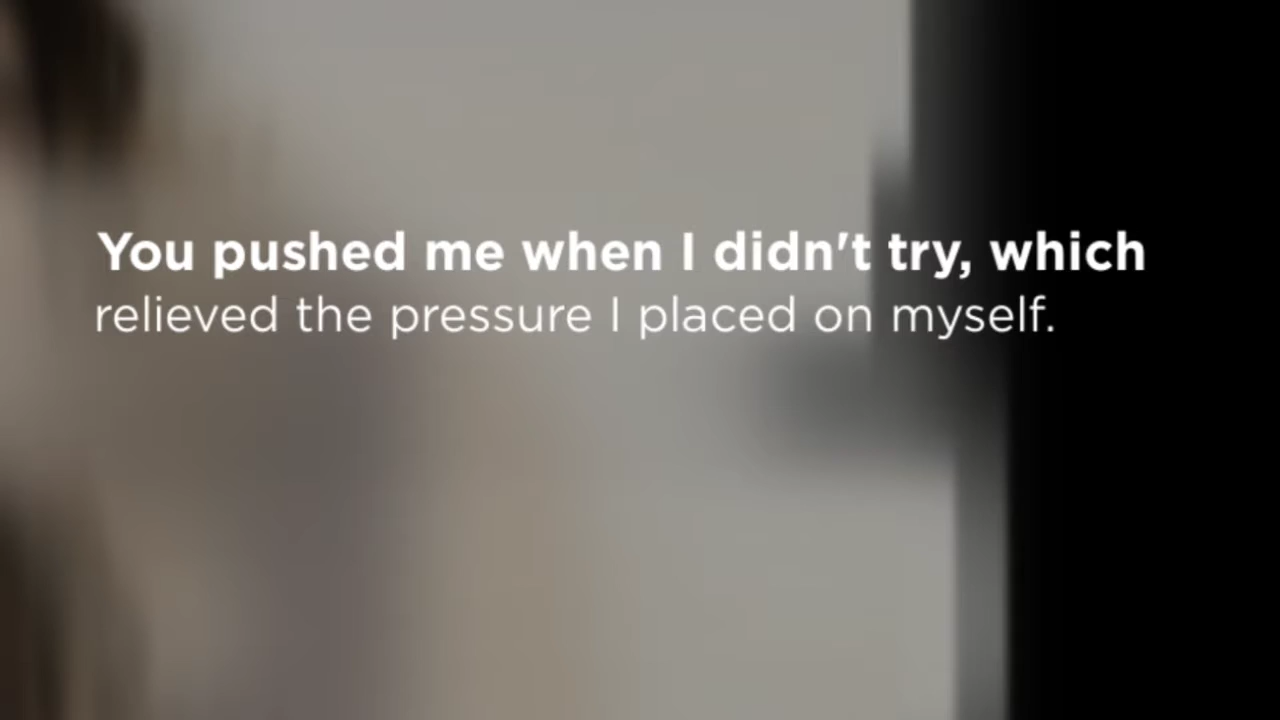 You pushed me when I didn't try, which
relieved the pressure I placed on myself.